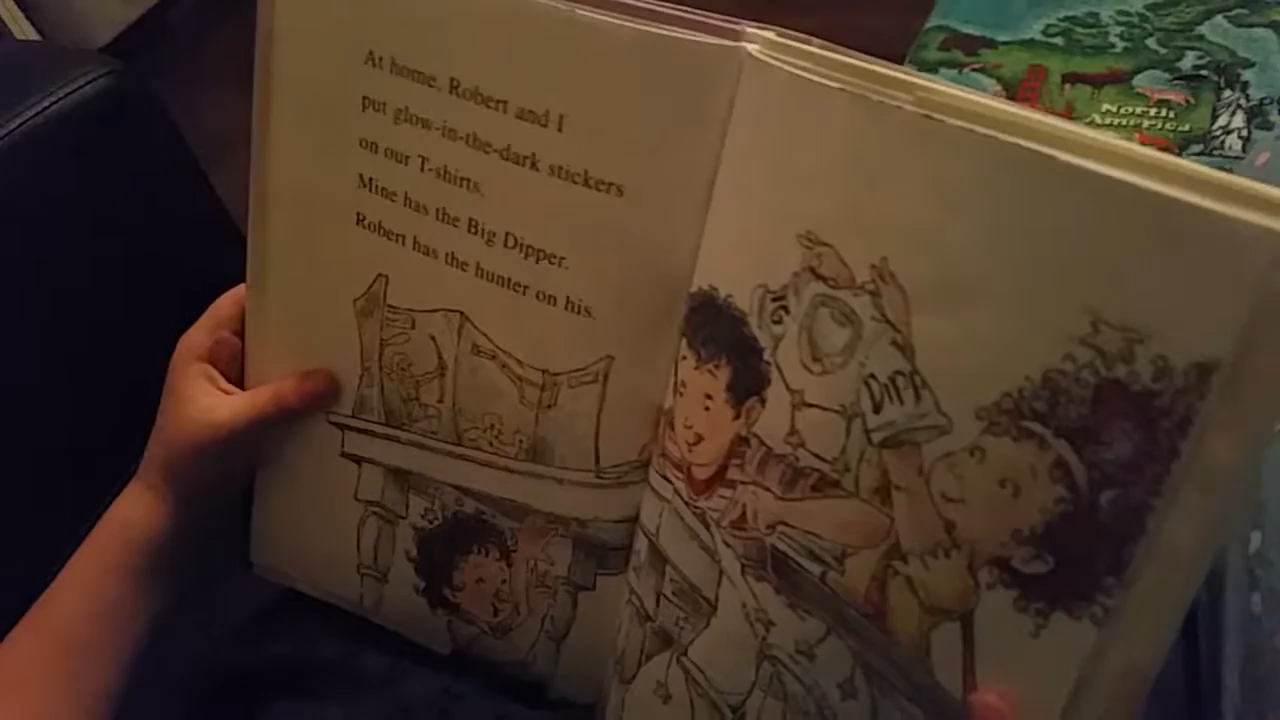 At home, Robert and I
put glow-in-the-dark stickers
on our T-shirts.
Mine has the Big Dipper.
Robert has the hunter on his.
DIPP
North
America